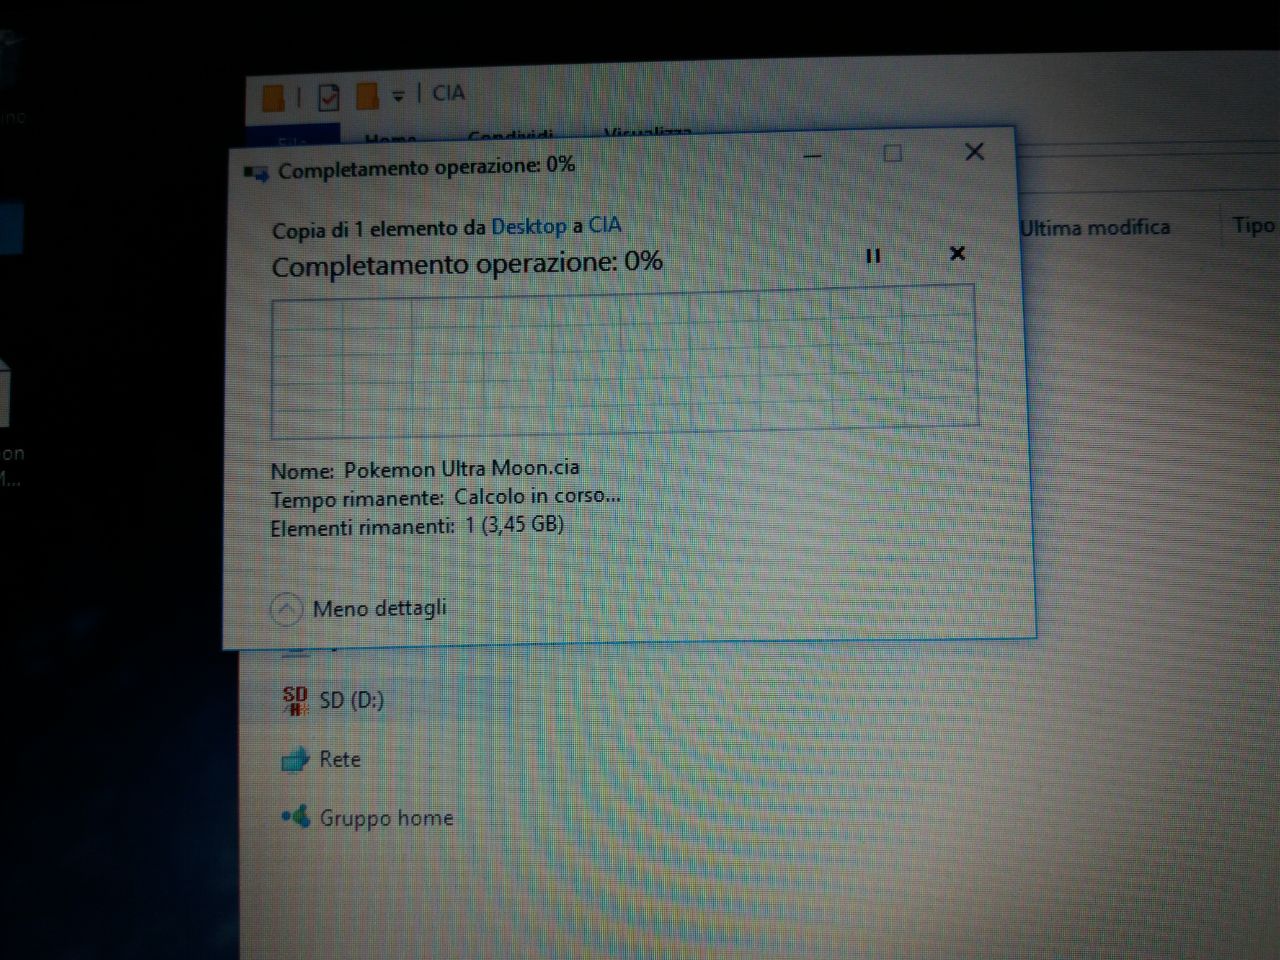 CIA
Home Condividi Visualizza
Completamento operazione: 0%
Copia di 1 elemento da Desktop a CIA
Completamento operazione: 0%
Ultima modifica Tipo
Nome: Pokemon Ultra Moon.cia
Tempo rimanente: Calcolo in corso...
Elementi rimanenti: 1 (3,45 GB)
Meno dettagli
SD (D:)
Rete
Gruppo home